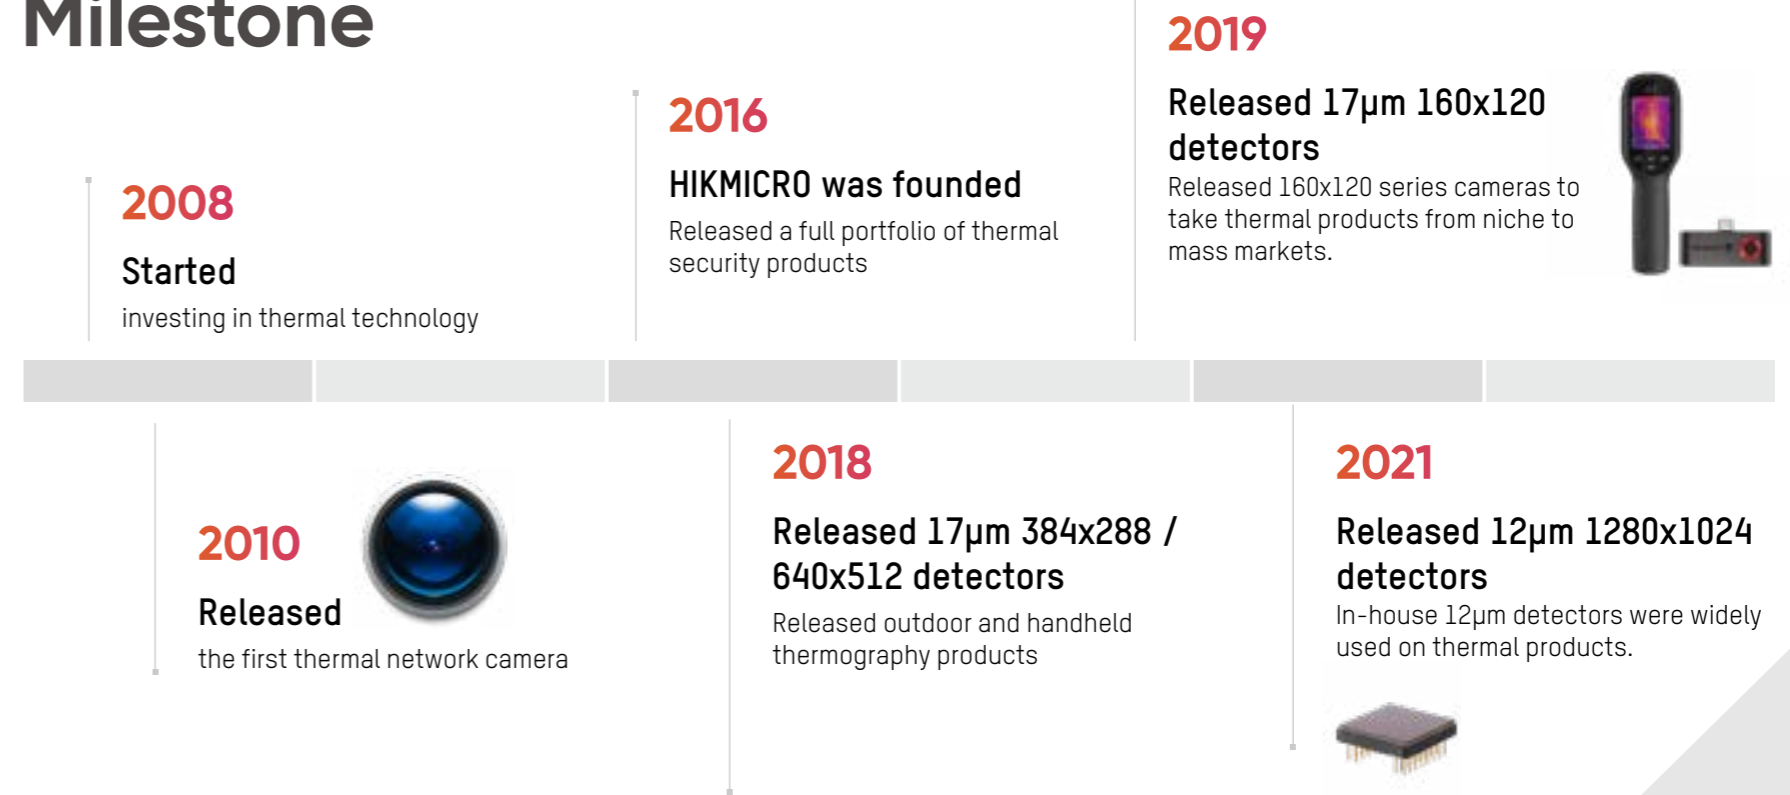 Milestone
2008
Started
investing in thermal technology
2016
HIKMICRO was founded
Released a full portfolio of thermal
security products
2019
Released 17µm 160x120
detectors
Released 160x120 series cameras to
take thermal products from niche to
mass markets.
2010
Released
the first thermal network camera
2018
Released 17µm 384x288 /
640x512 detectors
Released outdoor and handheld
thermography products
2021
Released 12µm 1280x1024
detectors
In-house 12µm detectors were widely
used on thermal products.